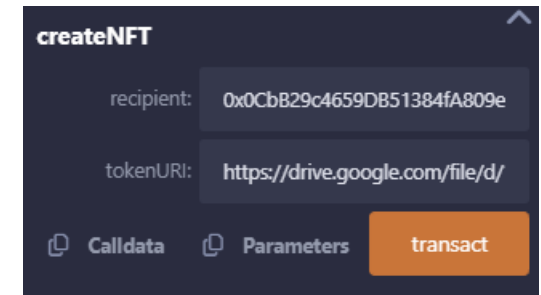 createNFT
recipient: 0x0CbB29c4659DB51384fA809e
tokenURI: https://drive.google.com/file/d/
Calldata Parameters transact